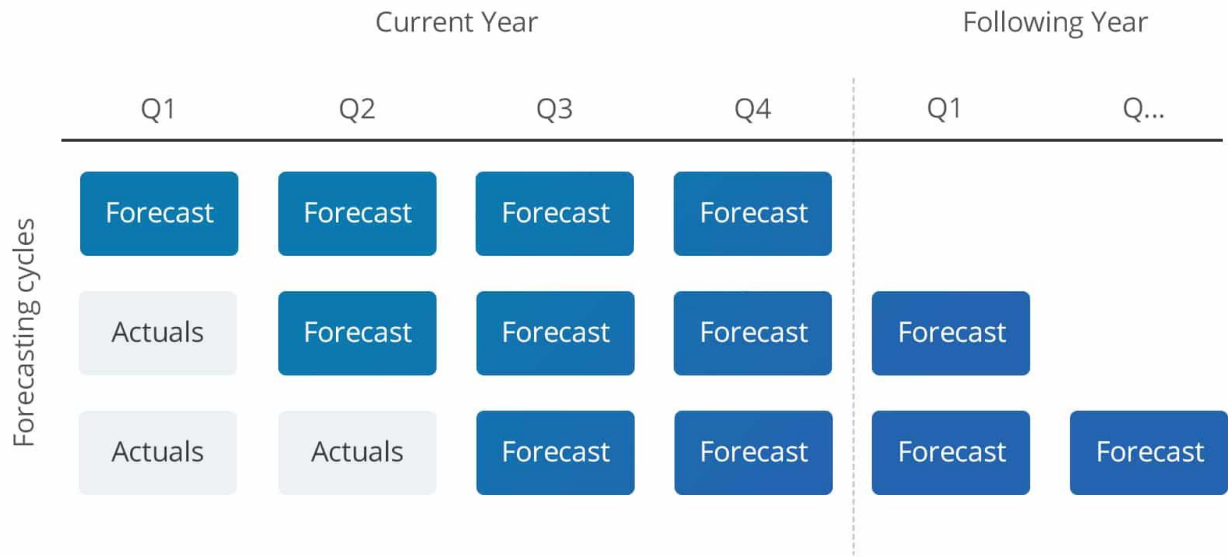 Current Year
Following Year
Q1 Q2 Q3 Q4 Q1 Q...
Forecasting cycles
Forecast Forecast Forecast Forecast
Actuals Forecast Forecast Forecast Forecast
Actuals Actuals Forecast Forecast Forecast Forecast